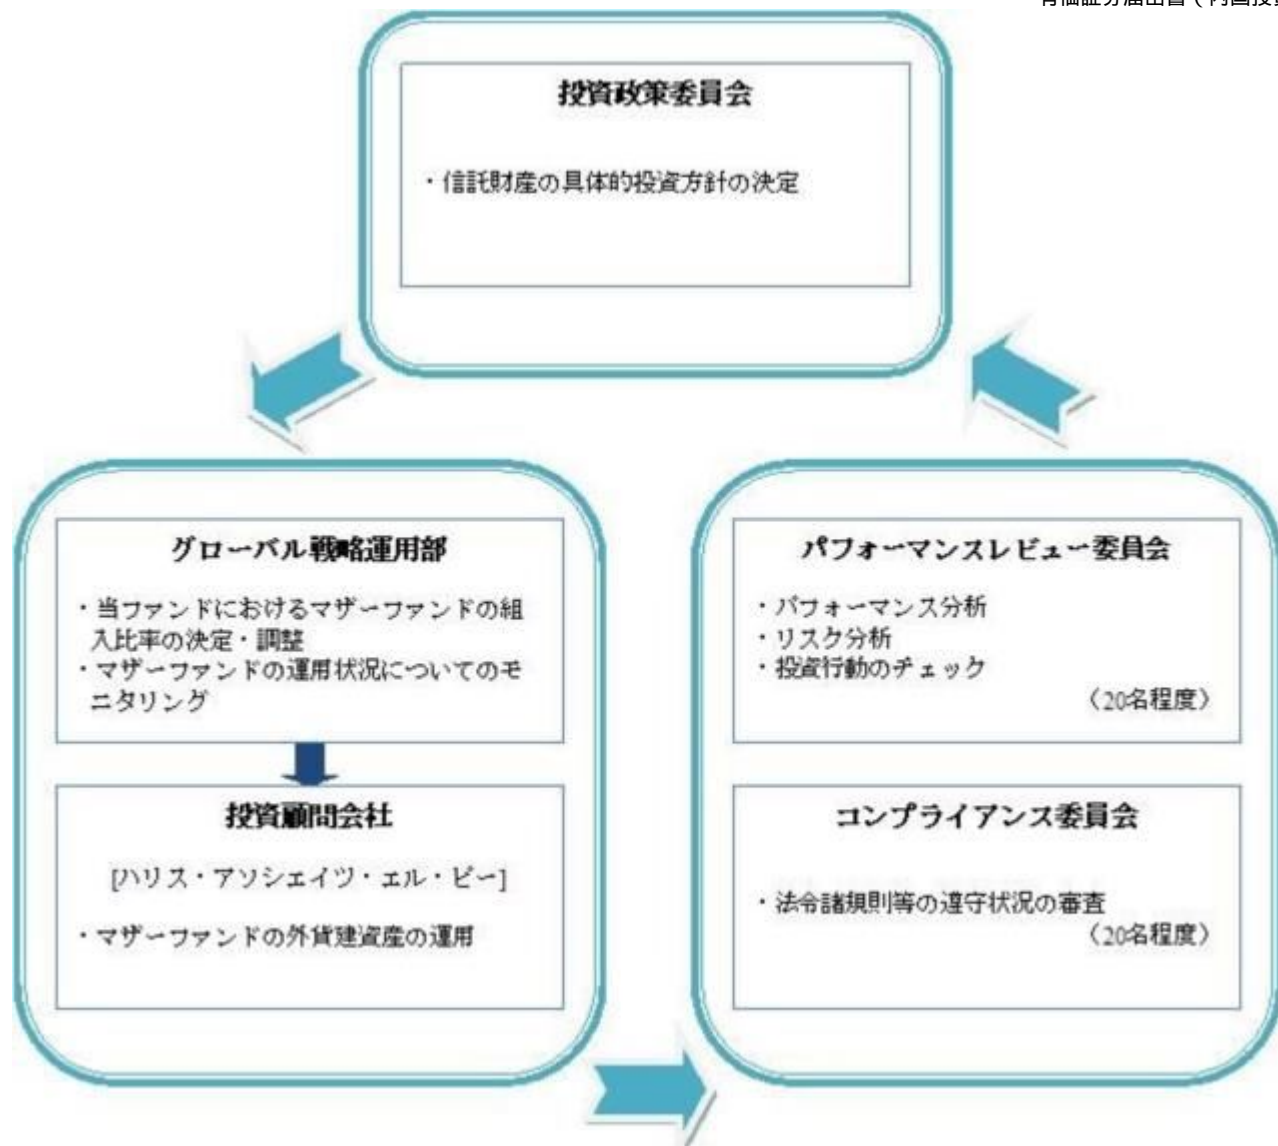 投資政策委員会
・信託財産の具体的投資方針の決定
グローバル戦略運用部
・当ファンドにおけるマザーファンドの組
入比率の決定・調整
・マザーファンドの運用状況についてのモ
ニタリング
投資顧問会社
[ハリス・アソシエイツ・エル・ピー]
・マザーファンドの外貨建資産の運用
パフォーマンスレビュー委員会
・パフォーマンス分析
・リスク分析
・投資行動のチェック
（20名程度）
コンプライアンス委員会
・法令諸規則等の遵守状況の審査
（20名程度）